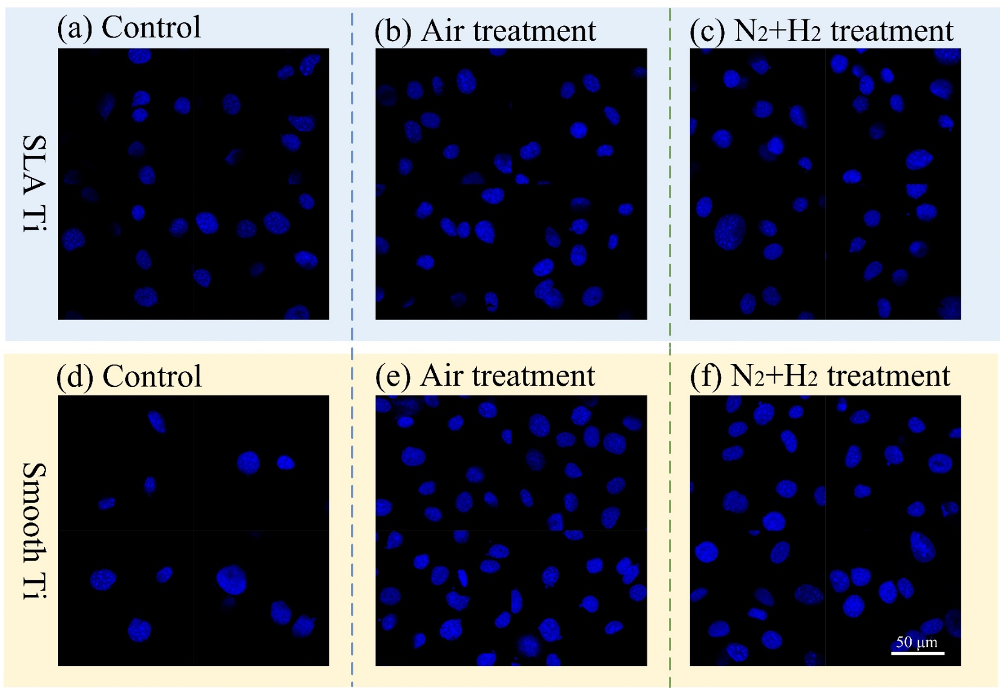 (a) Control
(b) Air treatment
(c) N2+H2 treatment
SLA Ti
(d) Control
(e) Air treatment
(f) N2+H2 treatment
Smooth Ti
50 μm